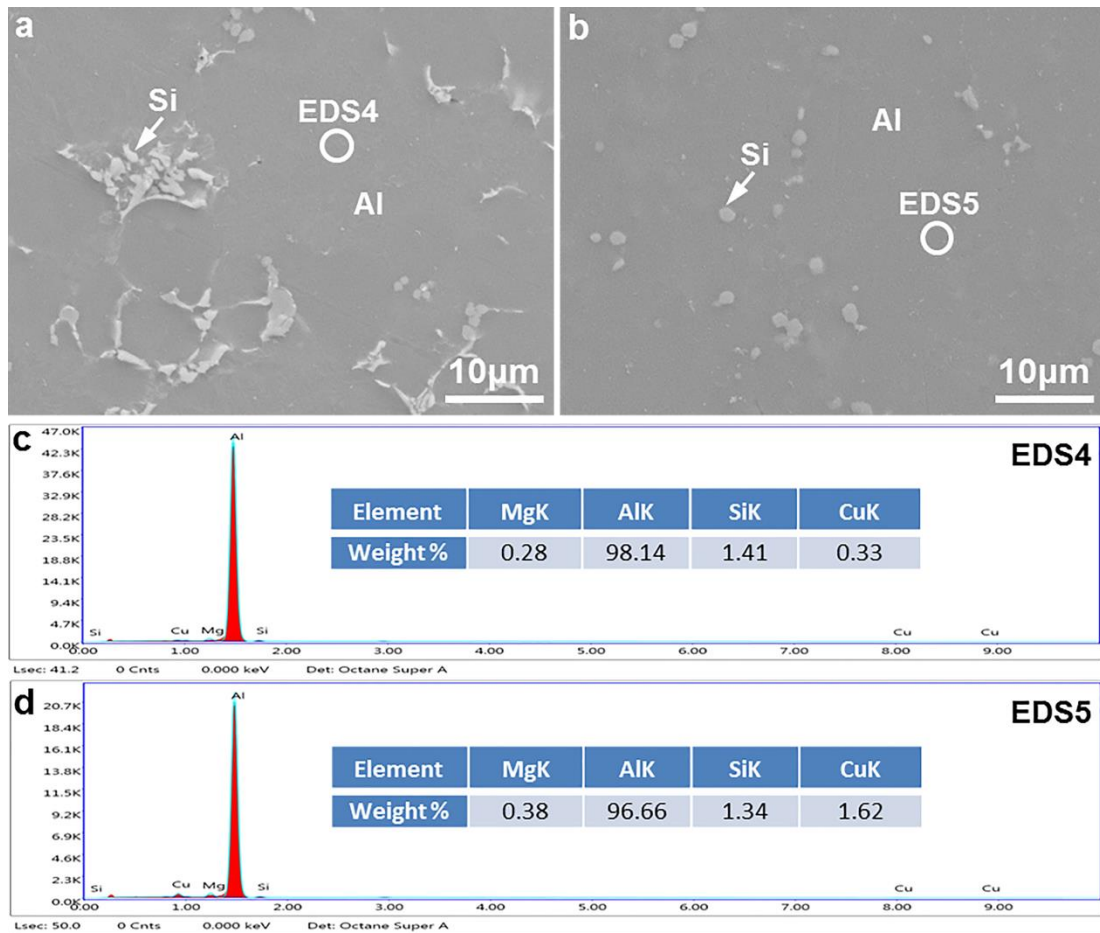 a
Si
EDS4
Al
10μm
b
Al
Si
EDS5
10μm
c
EDS4
47.0K
42.3K
37.6K
32.9K
28.2K
23.5K
18.8K
14.1K
9.4K
4.7K
0.0K
Al
Si Cu Mg Si Cu Cu
0.00 1.00 2.00 3.00 4.00 5.00 6.00 7.00 8.00 9.00
Element MgK AlK SiK CuK
Weight% 0.28 98.14 1.41 0.33
Lsec: 41.2 0 Cnts 0.000 keV Det: Octane Super A
d
EDS5
20.7K
18.4K
16.1K
13.8K
11.5K
9.2K
6.9K
4.6K
2.3K
0.0K
Al
Si Cu Mg Si Cu Cu
0.00 1.00 2.00 3.00 4.00 5.00 6.00 7.00 8.00 9.00
Element MgK AlK SiK CuK
Weight% 0.38 96.66 1.34 1.62
Lsec: 50.0 0 Cnts 0.000 keV Det: Octane Super A